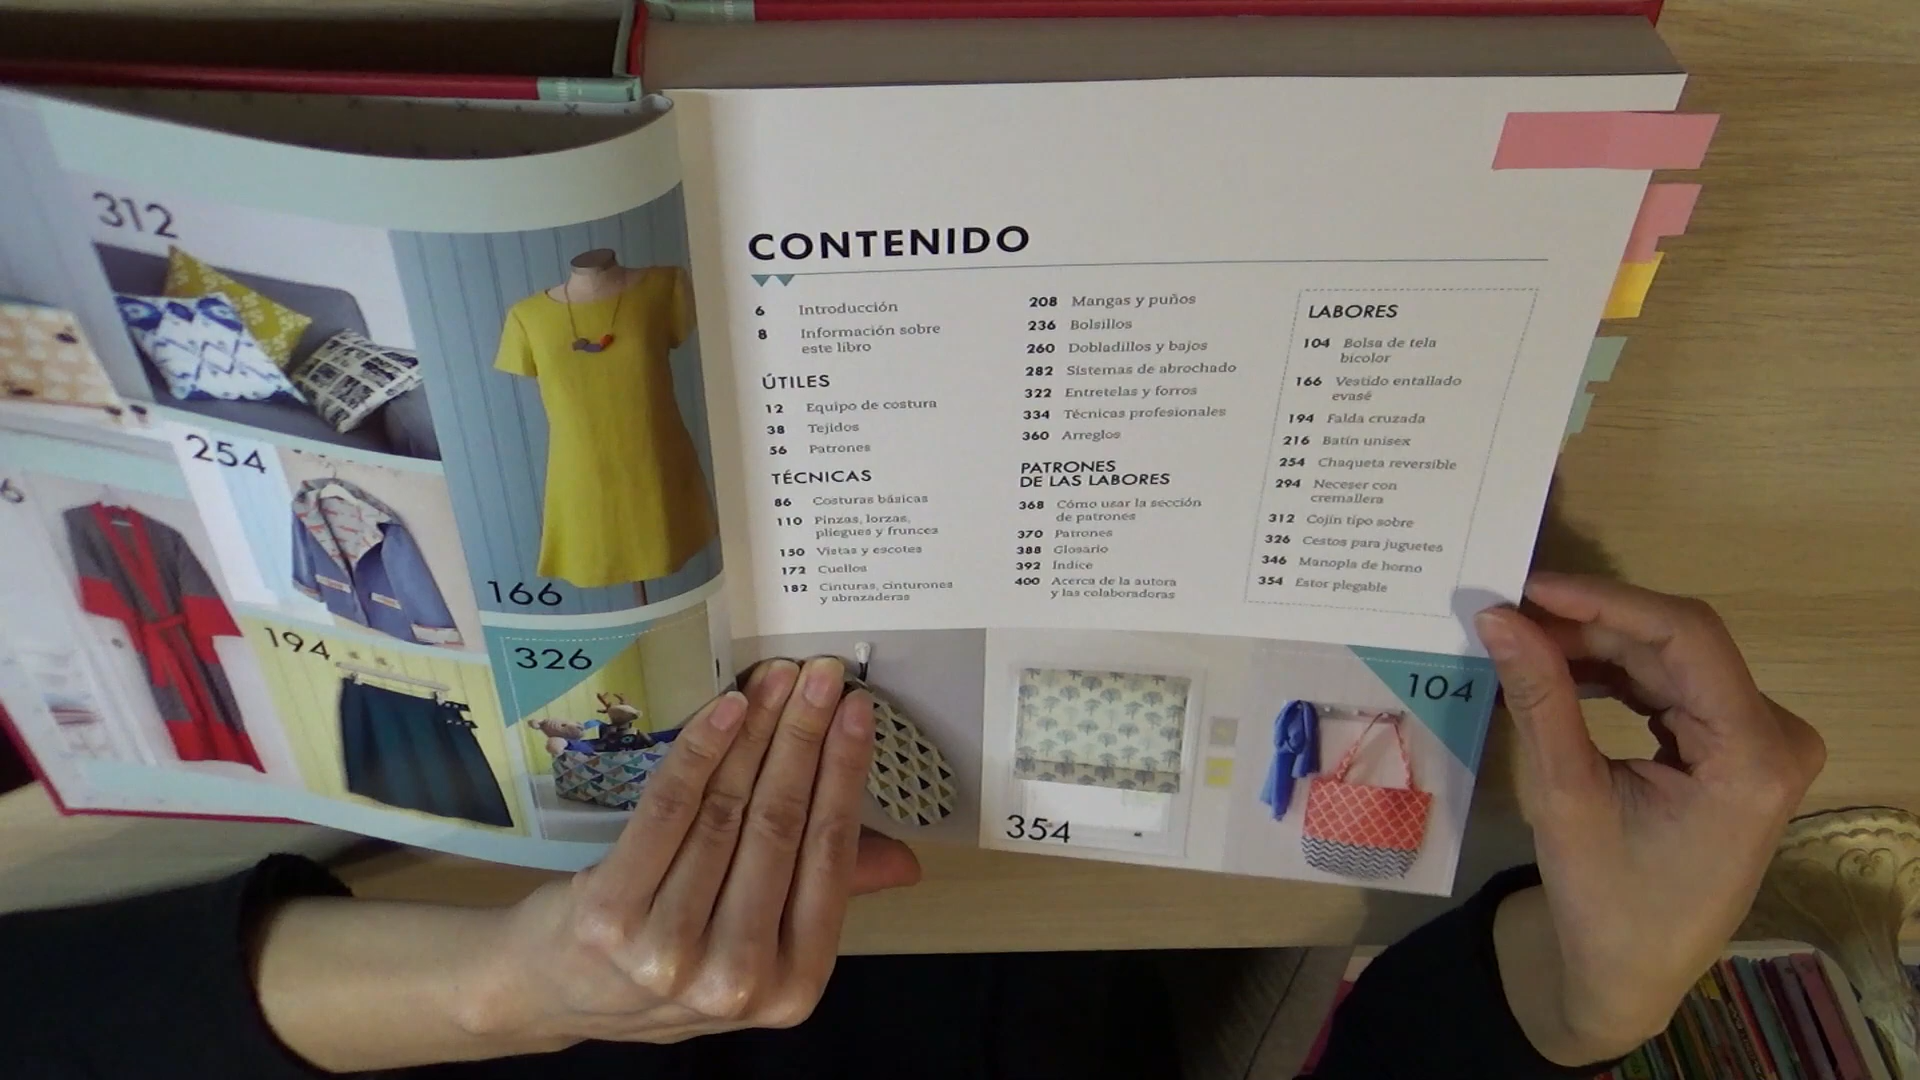 312
254
6
194
166
326
CONTENIDO
6 Introducción
8 Información sobre
este libro
ÚTILES
12 Equipo de costura
38 Tejidos
56 Patrones
TÉCNICAS
86 Costuras básicas
110 Pinzas, lorzas,
pliegues y frunces
150 Vistas y escotes
172 Cuellos
182 Cinturas, cinturones
y abrazaderas
208 Mangas y puños
236 Bolsillos
260 Dobladillos y bajos
282 Sistemas de abrochado
322 Entretelas y forros
334 Técnicas profesionales
360 Arreglos
PATRONES
DE LAS LABORES
368 Cómo usar la sección
de patrones
370 Patrones
388 Glosario
392 Índice
400 Acerca de la autora
y las colaboradoras
LABORES
104 Bolsa de tela
bicolor
166 Vestido entallado
evasé
194 Falda cruzada
216 Batín unisex
254 Chaqueta reversible
294 Neceser con
cremallera
312 Cojín tipo sobre
326 Cestos para juguetes
346 Manopla de horno
354 Estor plegable
354
104